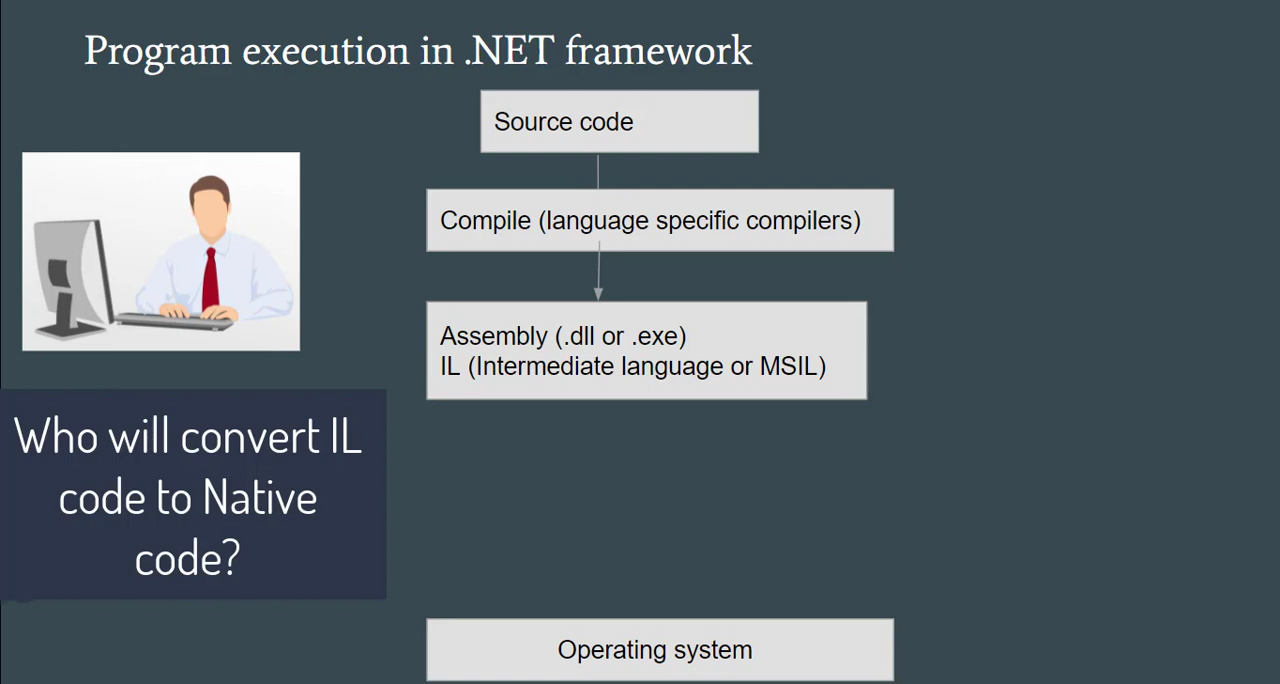 Program execution in .NET framework
Source code
Compile (language specific compilers)
Assembly (.dll or .exe)
IL (Intermediate language or MSIL)
Who will convert IL
code to Native
code?
Operating system